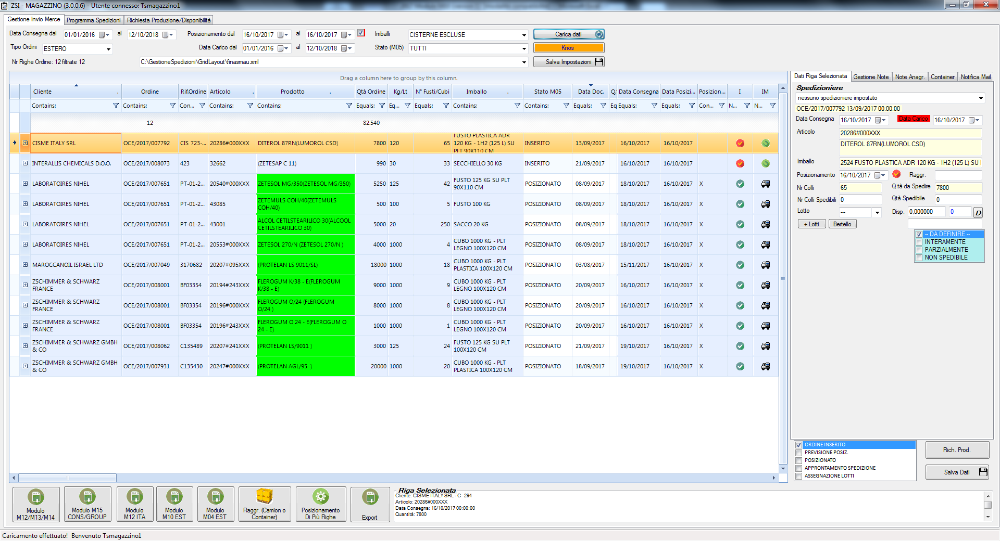 ZSI - MAGAZZINO (3.0.0.6) - Utente connesso: Tsmagazzino1
Gestione Invio Merce
Programma Spedizioni
Richiesta Produzione/Disponibilità
Data Consegna dal 01/01/2016 al 12/10/2018 Posizionamento dal 16/10/2017 al 16/10/2017 Imballi CISTERNE ESCLUSE Carica dati
Tipo Ordini ESTERO Data Carico dal 01/01/2016 al 12/10/2018 Stato (M05) TUTTI Knos
Nr Righe Ordine: 12 filtrate 12 C:\GestioneSpedizioni\GridLayout\finasmau.xml Salva Impostazioni
Drag a column here to group by this column.
Cliente . Ordine Rif.Ordine Articolo . Prodotto . Qtà Ordine Kg/Lt N° Fusti/Cubi Imballo . Stato M05 Data Doc. Q. Data Consegna Data Posizi... Posizion... I IM
Contains: Contains: Con... Contains: Contains: Equals: Eq... Equals: Contains: Contains: Equals: Eq Equals: Equals: Con... N... N...
12 82.540
CISME ITALY SRL OCE/2017/007792 CIS 723-... 20286#000XXX DITEROL 87RN(LUMOROL CSD) 7800 120 65 FUSTO PLASTICA ADR 120 KG - 1H2 (125 L) SU PLT 90X110 CM INSERITO 13/09/2017 16/10/2017 16/10/2017
INTERALLIS CHEMICALS D.O.O. OCE/2017/008073 423 32662 (ZETESAP C 11) 990 30 33 SECCHIELLO 30 KG INSERITO 21/09/2017 16/10/2017 16/10/2017
LABORATOIRES NIHEL OCE/2017/007651 PT-01-2... 20540#000XXX ZETESOL MG/350(ZETESOL MG/350) 5250 125 42 FUSTO 125 KG SU PLT 90X110 CM POSIZIONATO 08/09/2017 18/10/2017 16/10/2017 X
LABORATOIRES NIHEL OCE/2017/007651 PT-01-2... 43085 ZETEMULS COH/40(ZETEMULS COH/40) 500 100 5 FUSTO 100 KG POSIZIONATO 08/09/2017 18/10/2017 16/10/2017 X
LABORATOIRES NIHEL OCE/2017/007651 PT-01-2... 43001 ALCOL CETILSTEARILICO 30(ALCOOL CETILSTEARILICO 30) 5000 20 250 SACCO 20 KG POSIZIONATO 08/09/2017 18/10/2017 16/10/2017 X
LABORATOIRES NIHEL OCE/2017/007651 PT-01-2... 20553#000XXX ZETESOL 270/N (ZETESOL 270/N ) 4000 1000 4 CUBO 1000 KG - PLT LEGNO 100X120 CM POSIZIONATO 08/09/2017 18/10/2017 16/10/2017 X
MAROCCANOIL ISRAEL LTD OCE/2017/007049 3170682 20207#095XXX (PROTELAN LS 9011/SL) 18000 1000 18 CUBO 1000 KG - PLT PLASTICA 100X120 CM POSIZIONATO 03/08/2017 15/11/2017 16/10/2017 X
ZSCHIMMER & SCHWARZ FRANCE OCE/2017/008001 BF03354 20194#243XXX FLEROGUM K/38 - E(FLEROGUM K/38 - E) 9000 1000 9 CUBO 1000 KG - PLT LEGNO 100X120 CM POSIZIONATO 20/09/2017 16/10/2017 16/10/2017 X
ZSCHIMMER & SCHWARZ FRANCE OCE/2017/008001 BF03354 20196#000XXX FLEROGUM O/24 (FLEROGUM O/24 ) 8000 1000 8 CUBO 1000 KG - PLT LEGNO 100X120 CM POSIZIONATO 20/09/2017 16/10/2017 16/10/2017 X
ZSCHIMMER & SCHWARZ FRANCE OCE/2017/008001 BF03354 20196#243XXX FLEROGUM O 24 - E(FLEROGUM O 24 - E) 1000 1000 1 CUBO 1000 KG - PLT LEGNO 100X120 CM POSIZIONATO 20/09/2017 16/10/2017 16/10/2017 X
ZSCHIMMER & SCHWARZ GMBH & CO OCE/2017/008062 C135489 20207#241XXX (PROTELAN LS/9011 ) 3000 125 24 FUSTO 125 KG SU PLT 100X120 CM POSIZIONATO 21/09/2017 19/10/2017 16/10/2017 X
ZSCHIMMER & SCHWARZ GMBH & CO OCE/2017/007931 C135430 20247#000XXX (PROTELAN AGL/95 ) 20000 1000 20 CUBO 1000 KG - PLT PLASTICA 100X120 CM POSIZIONATO 18/09/2017 19/10/2017 16/10/2017 X
Dati Riga Selezionata
Gestione Note
Note Anagr.
Container
Notifica Mail
Spedizioniere
nessuno spedizioniere impostato
OCE/2017/007792 13/09/2017 00:00:00
Data Consegna 16/10/2017 Data Carico 16/10/2017
Articolo 20286#000XXX
DITEROL 87RN(LUMOROL CSD)
Imballo 2524 FUSTO PLASTICA ADR 120 KG - 1H2 (125 L) SU
Posizionamento 16/10/2017 Raggr.
Nr Colli 65 Q.tà da Spedire 7800
Nr Colli Spedibili 0 Qtà Spedibile 0
Lotto --- Disp. 0,000000 0 D
+ Lotti Bertello
-- DA DEFINIRE --
INTERAMENTE
PARZIALMENTE
NON SPEDIBILE
ORDINE INSERITO
PREVISIONE POSIZ.
POSIZIONATO
APPRONTAMENTO SPEDIZIONE
ASSEGNAZIONE LOTTI
Rich. Prod.
Salva Dati
Modulo M12/M13/M14
Modulo M15 CONS/GROUP
Modulo M12 ITA
Modulo M10 EST
Modulo M04 EST
Raggr. (Camion o Container)
Posizionamento Di Più Righe
Export
Riga Selezionata
Cliente: CISME ITALY SRL - C 294
Articolo: 20286#000XXX
Data Consegna: 16/10/2017 00:00:00
Quantità: 7800
Caricamento effettuato! Benvenuto Tsmagazzino1